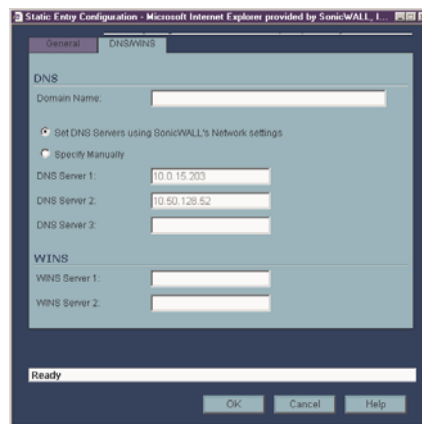 Static Entry Configuration - Microsoft Internet Explorer provided by SonicWALL, I...
General DNS/WINS
DNS
Domain Name:
Set DNS Servers using SonicWALL's Network settings
Specify Manually
DNS Server 1: 10.0.15.203
DNS Server 2: 10.50.128.52
DNS Server 3:
WINS
WINS Server 1:
WINS Server 2:
Ready
OK Cancel Help